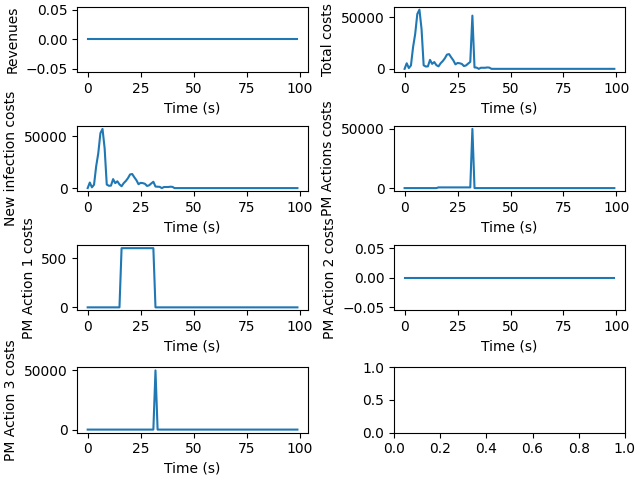 Revenues
0.05
0.00
−0.05
0 25 50 75 100
Time (s)
Total costs
50000
0
0 25 50 75 100
Time (s)
New infection costs
50000
0
0 25 50 75 100
Time (s)
PM Actions costs
50000
0
0 25 50 75 100
Time (s)
PM Action 1 costs
500
0
0 25 50 75 100
Time (s)
PM Action 2 costs
0.05
0.00
−0.05
0 25 50 75 100
Time (s)
PM Action 3 costs
50000
0
0 25 50 75 100
Time (s)
1.0
0.5
0.0
0.0 0.2 0.4 0.6 0.8 1.0